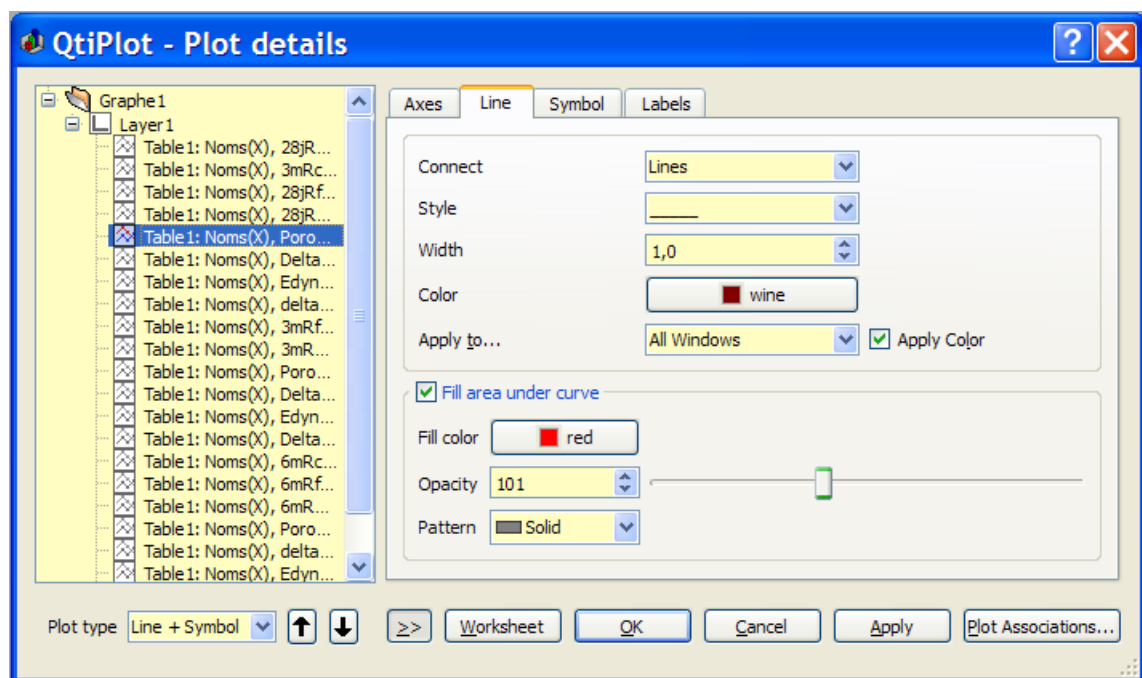 QtiPlot - Plot details
Graphe1
Layer1
Table1: Noms(X), 28jR...
Table1: Noms(X), 3mRc...
Table1: Noms(X), 28jRf...
Table1: Noms(X), 28jR...
Table1: Noms(X), Poro...
Table1: Noms(X), Delta...
Table1: Noms(X), Edyn...
Table1: Noms(X), delta...
Table1: Noms(X), 3mRf...
Table1: Noms(X), 3mR...
Table1: Noms(X), Poro...
Table1: Noms(X), Delta...
Table1: Noms(X), Edyn...
Table1: Noms(X), Delta...
Table1: Noms(X), 6mRc...
Table1: Noms(X), 6mRf...
Table1: Noms(X), 6mR...
Table1: Noms(X), Poro...
Table1: Noms(X), delta...
Table1: Noms(X), Edyn...
Axes Line Symbol Labels
Connect Lines
Style
Width 1,0
Color wine
Apply to... All Windows Apply Color
Fill area under curve
Fill color red
Opacity 101
Pattern Solid
Plot type Line + Symbol >> Worksheet OK Cancel Apply Plot Associations...